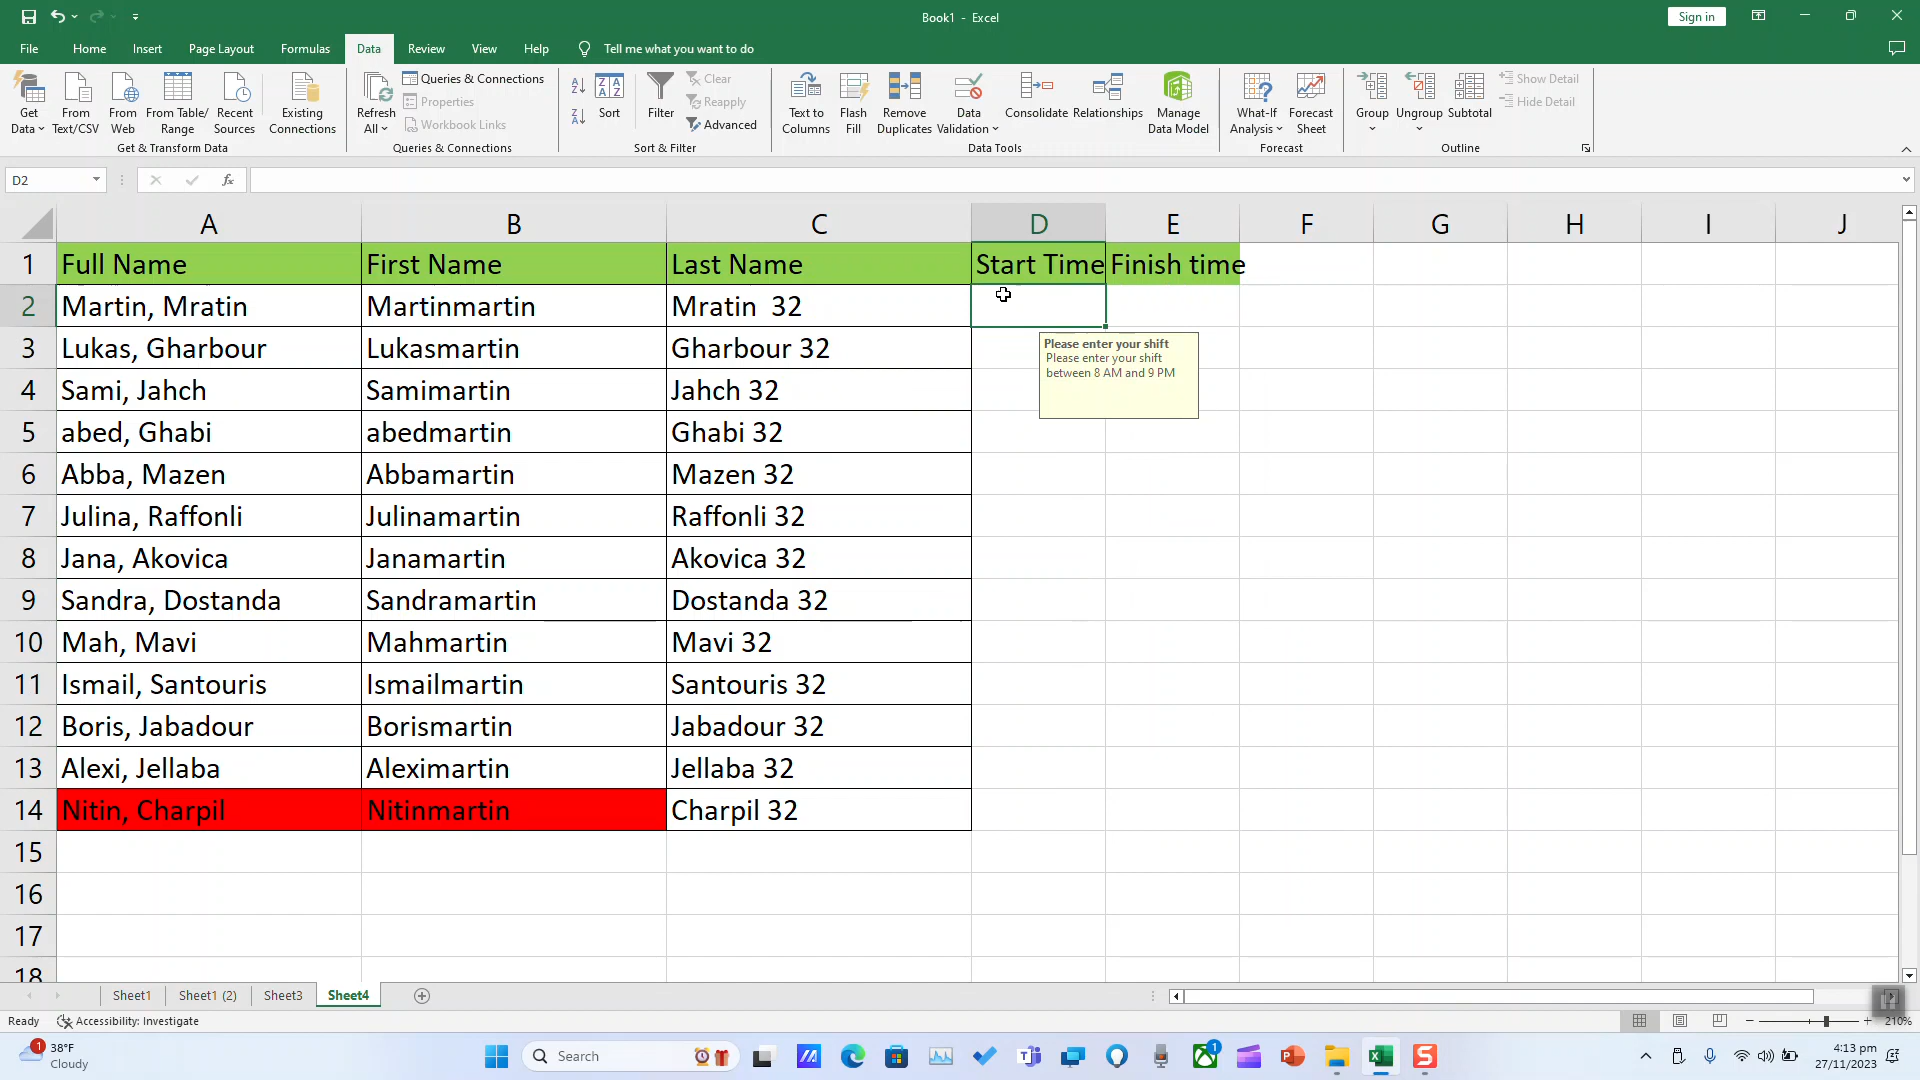 Book1 - Excel
Sign in
File Home Insert Page Layout Formulas Data Review View Help Tell me what you want to do
Get Data
From Text/CSV
From Web
From Table/ Range
Recent Sources
Existing Connections
Get & Transform Data
Refresh All
Queries & Connections
Properties
Workbook Links
Queries & Connections
Sort
Filter
Clear
Reapply
Advanced
Sort & Filter
Text to Columns
Flash Fill
Remove Duplicates
Data Validation
Consolidate
Relationships
Manage Data Model
Data Tools
What-If Analysis
Forecast Sheet
Forecast
Group
Ungroup
Subtotal
Show Detail
Hide Detail
Outline
D2
fx
A B C D E F G H I J
1 Full Name First Name Last Name Start Time Finish time
2 Martin, Mratin Martinmartin Mratin 32
3 Lukas, Gharbour Lukasmartin Gharbour 32
4 Sami, Jahch Samimartin Jahch 32
5 abed, Ghabi abedmartin Ghabi 32
6 Abba, Mazen Abbamartin Mazen 32
7 Julina, Raffonli Julinamartin Raffonli 32
8 Jana, Akovica Janamartin Akovica 32
9 Sandra, Dostanda Sandramartin Dostanda 32
10 Mah, Mavi Mahmartin Mavi 32
11 Ismail, Santouris Ismailmartin Santouris 32
12 Boris, Jabadour Borismartin Jabadour 32
13 Alexi, Jellaba Aleximartin Jellaba 32
14 Nitin, Charpil Nitinmartin Charpil 32
15
16
17
18
Please enter your shift
Please enter your shift
between 8 AM and 9 PM
Sheet1 Sheet1 (2) Sheet3 Sheet4
Ready Accessibility: Investigate
210%
1
38°F
Cloudy
Search
1
4:13 pm
27/11/2023